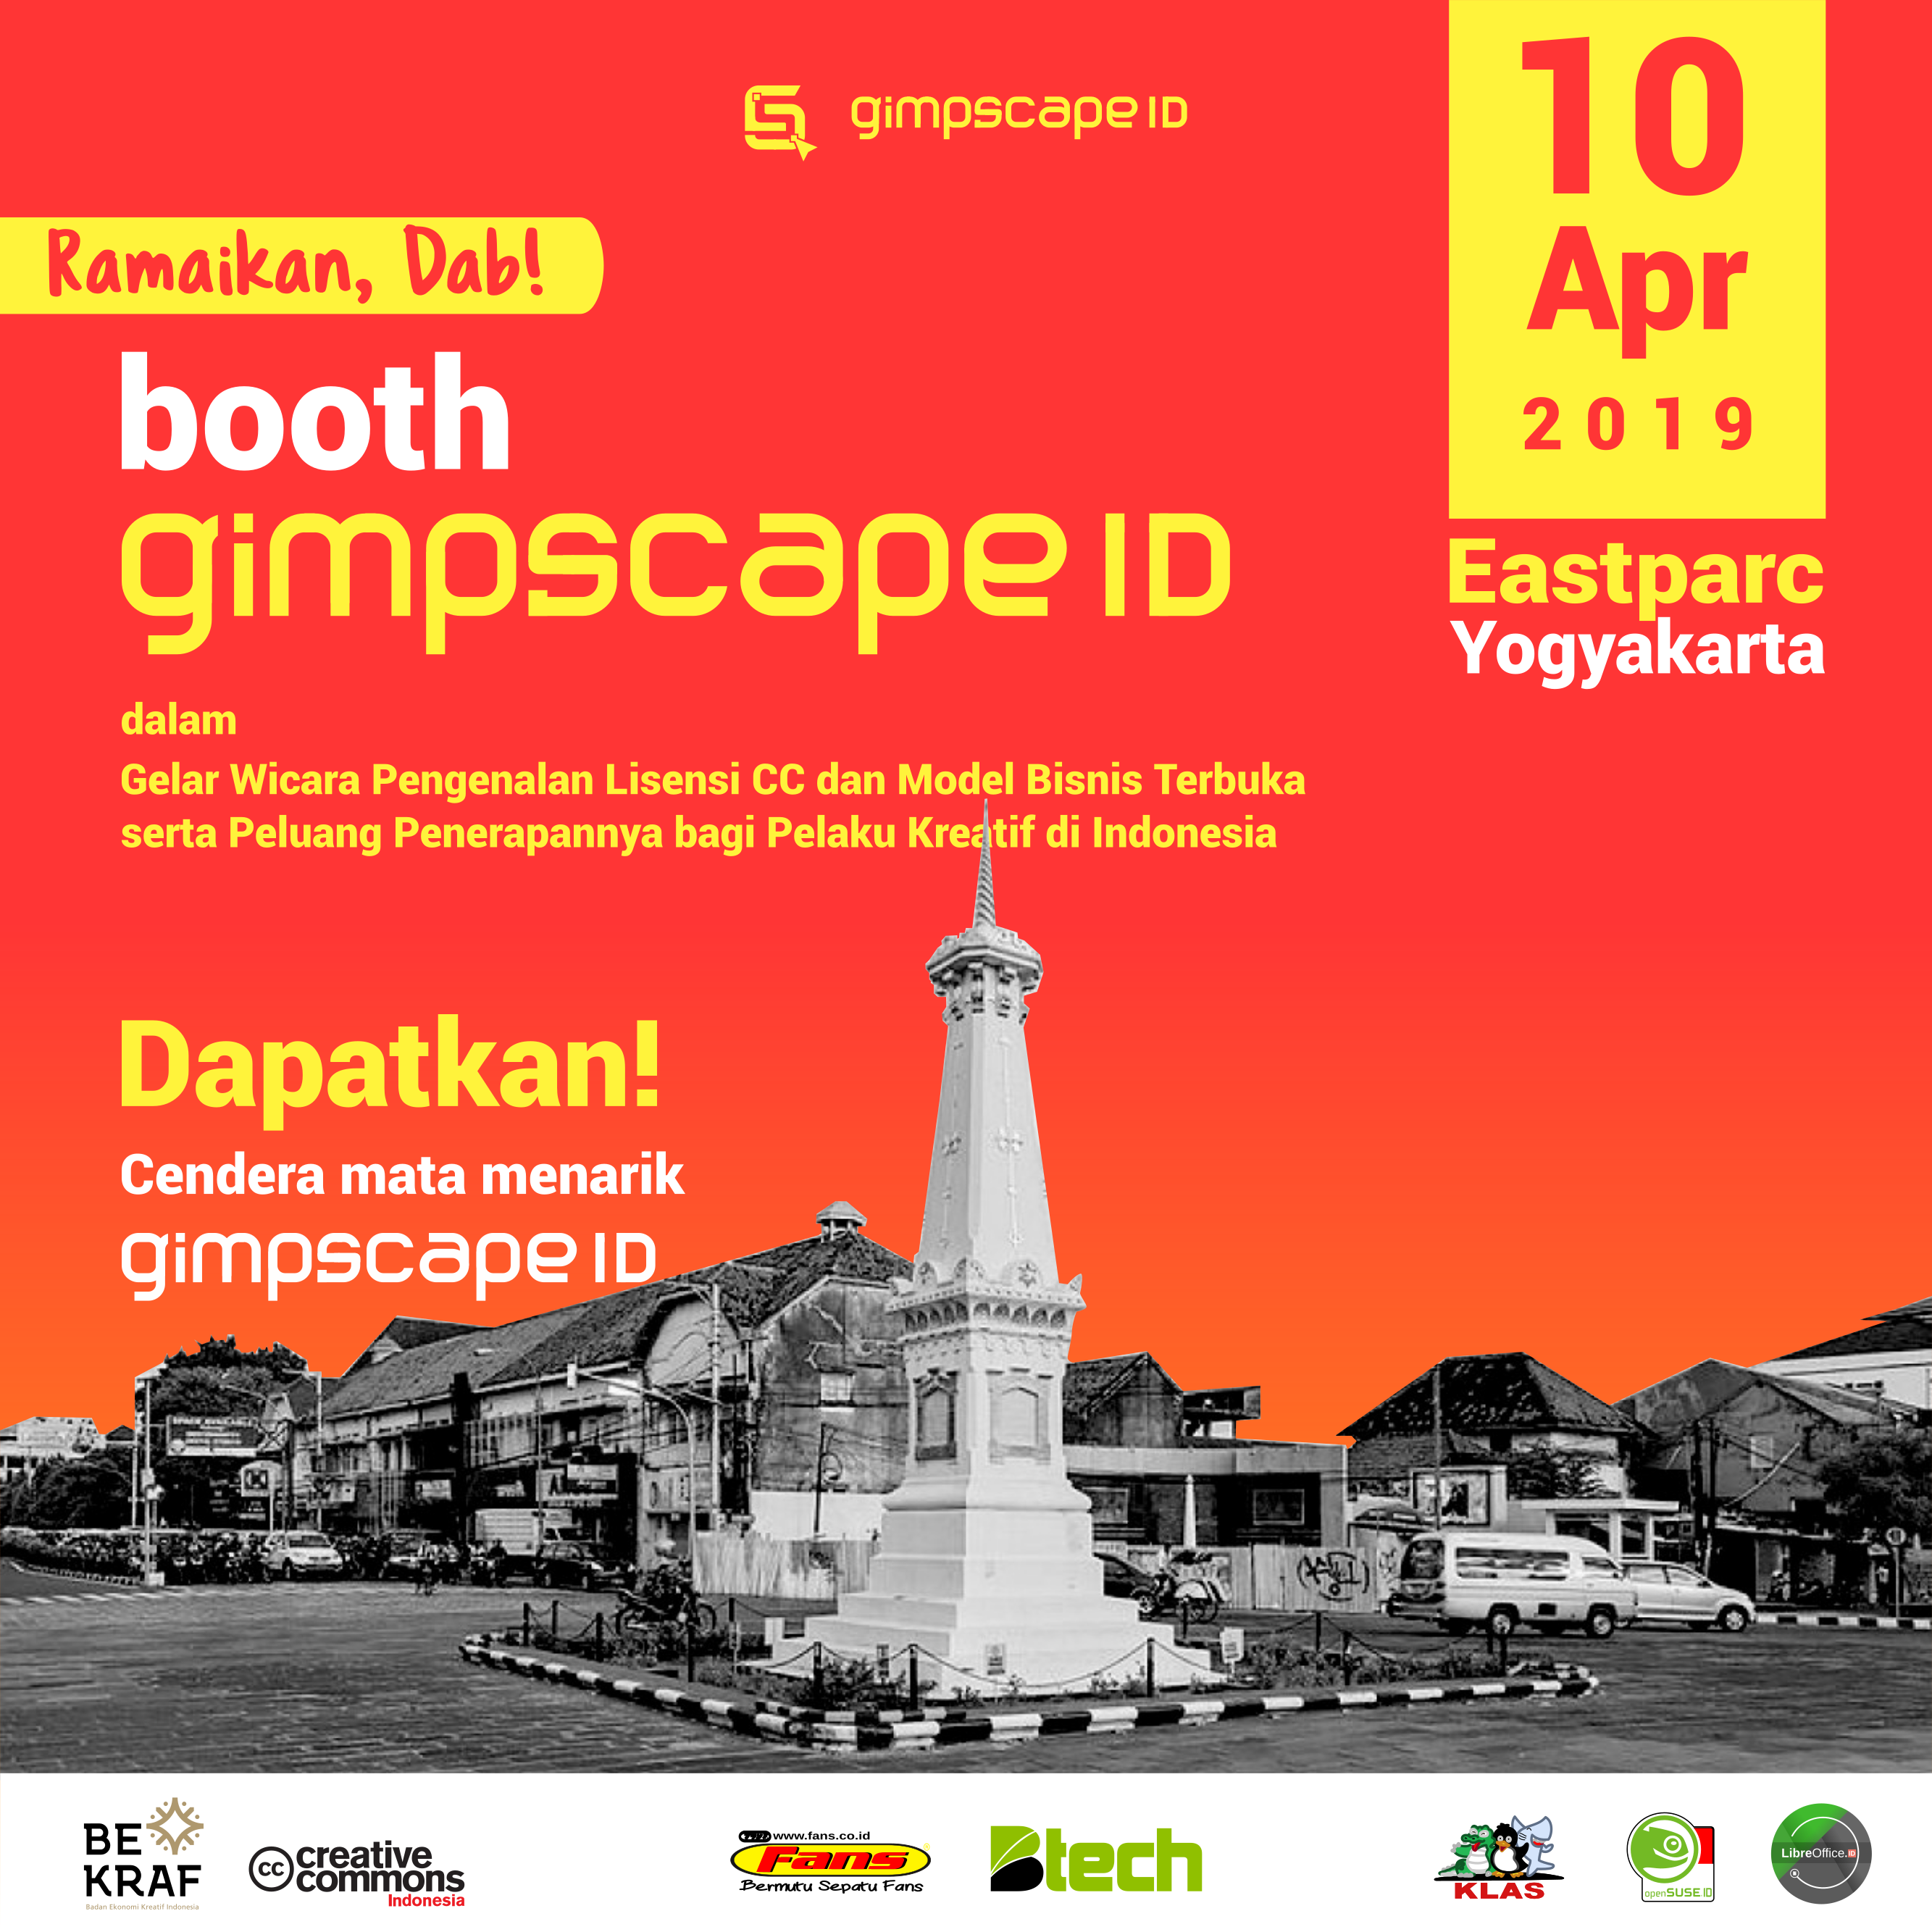 gimpscape ID
10
Apr
2019
Eastparc
Yogyakarta
Ramaikan, Dab!
booth
gimpscape ID
dalam
Gelar Wicara Pengenalan Lisensi CC dan Model Bisnis Terbuka
serta Peluang Penerapannya bagi Pelaku Kreatif di Indonesia
Dapatkan!
Cendera mata menarik
gimpscape ID
BE
KRAF
Badan Ekonomi Kreatif Indonesia
cc creative
commons
Indonesia
www.fans.co.id
Fans
Bermutu Sepatu Fans
Btech
KLAS
openSUSE ID
LibreOffice.ID